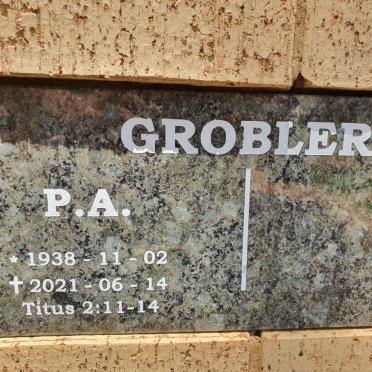 GROBLER
P.A.
* 1938 - 11 - 02
✝ 2021 - 06 - 14
Titus 2:11-14